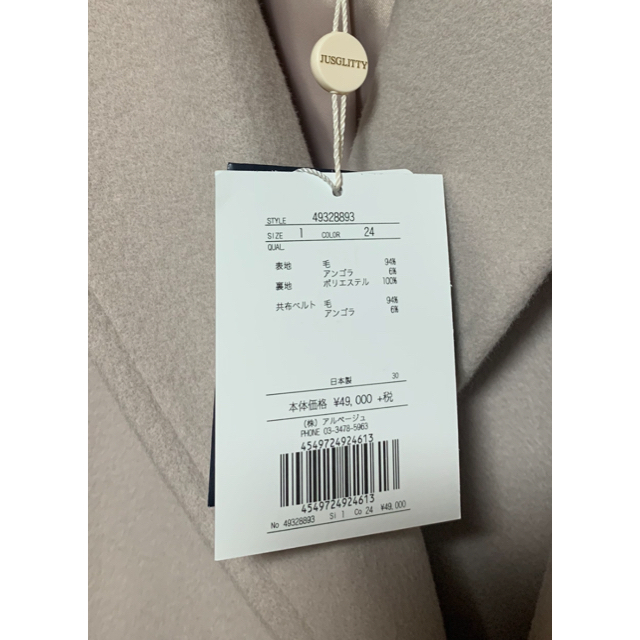 JUSGLITTY
STYLE 49328893
SIZE 1 COLOR 24
QUAL
表地 毛 94%
アンゴラ 6%
裏地 ポリエステル 100%
共布ベルト 毛 94%
アンゴラ 6%
日本製 30
本体価格 ¥49,000 +税
(株) アルページュ
PHONE 03-3478-5963
4549724924613
4549724924613
No 49328893 Si 1 Co 24 ¥49,000